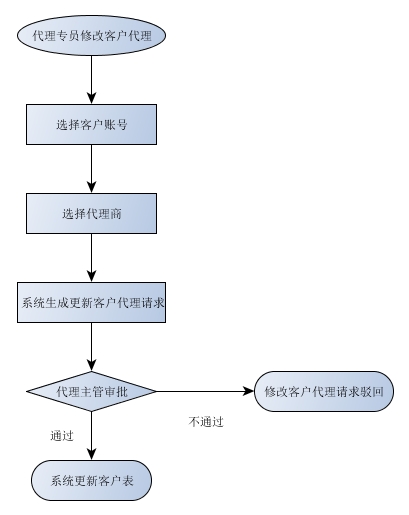 代理专员修改客户代理
选择客户账号
选择代理商
系统生成更新客户代理请求
代理主管审批
修改客户代理请求驳回
不通过
通过
系统更新客户表